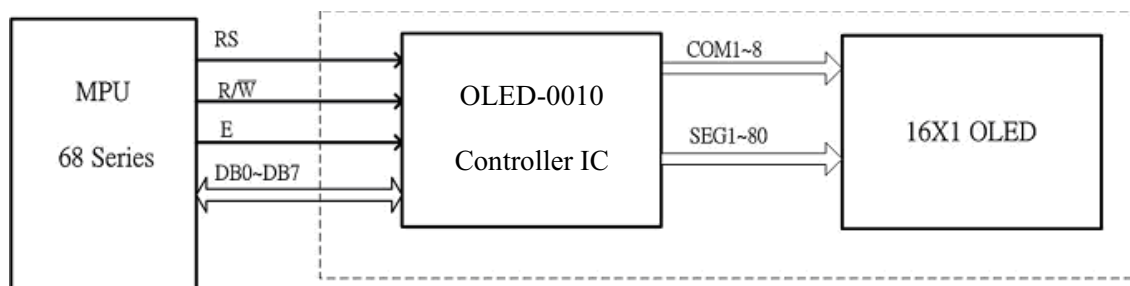 MPU
68 Series
RS
R/W̅
E
DB0~DB7
OLED-0010
Controller IC
COM1~8
SEG1~80
16X1 OLED